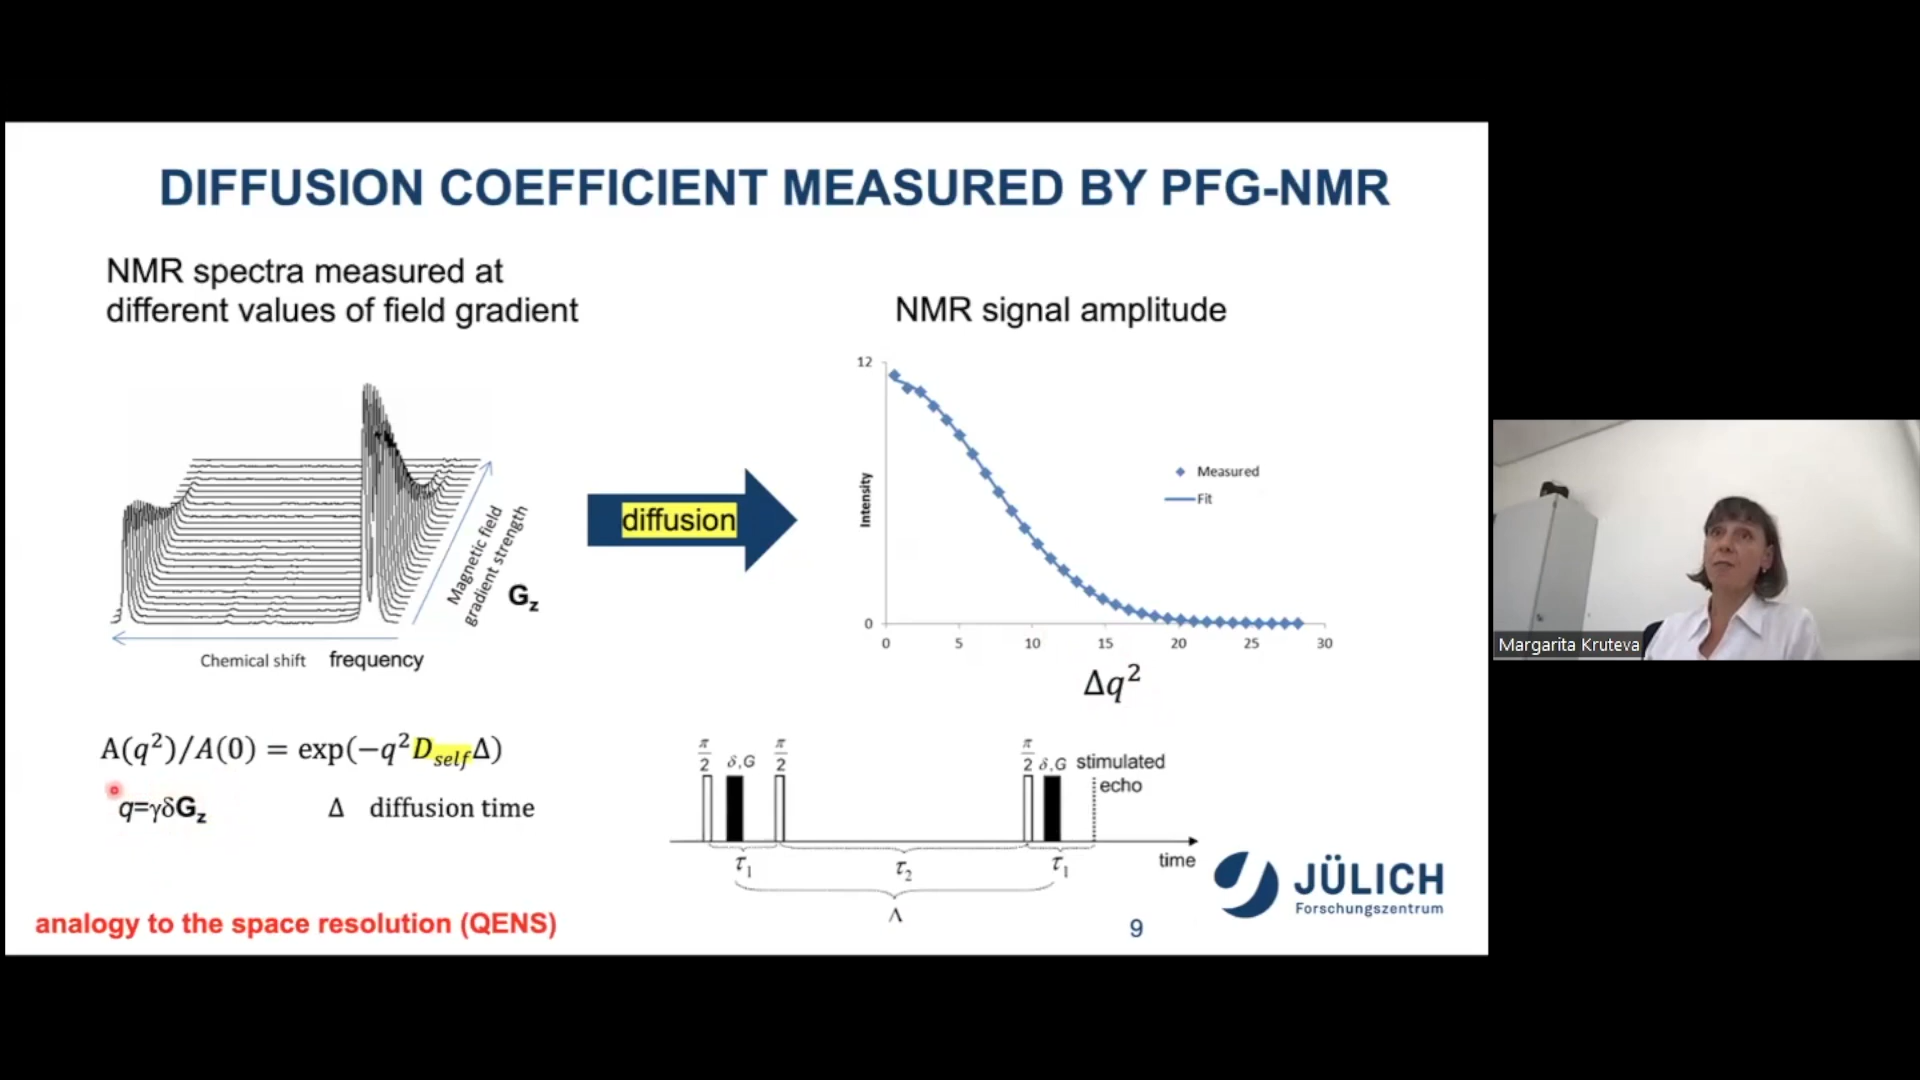 DIFFUSION COEFFICIENT MEASURED BY PFG-NMR
NMR spectra measured at
different values of field gradient
Magnetic field
gradient strength
G_z
Chemical shift
frequency
diffusion
NMR signal amplitude
12
Intensity
0
0 5 10 15 20 25 30
Measured
Fit
Δq²
A(q²)/A(0) = exp(−q²D_selfΔ)
q=γδG_z
Δ diffusion time
π/2 δ,G π/2
π/2 δ,G stimulated
echo
τ₁ τ₂ τ₁
time
Λ
analogy to the space resolution (QENS)
9
JÜLICH
Forschungszentrum
Margarita Kruteva